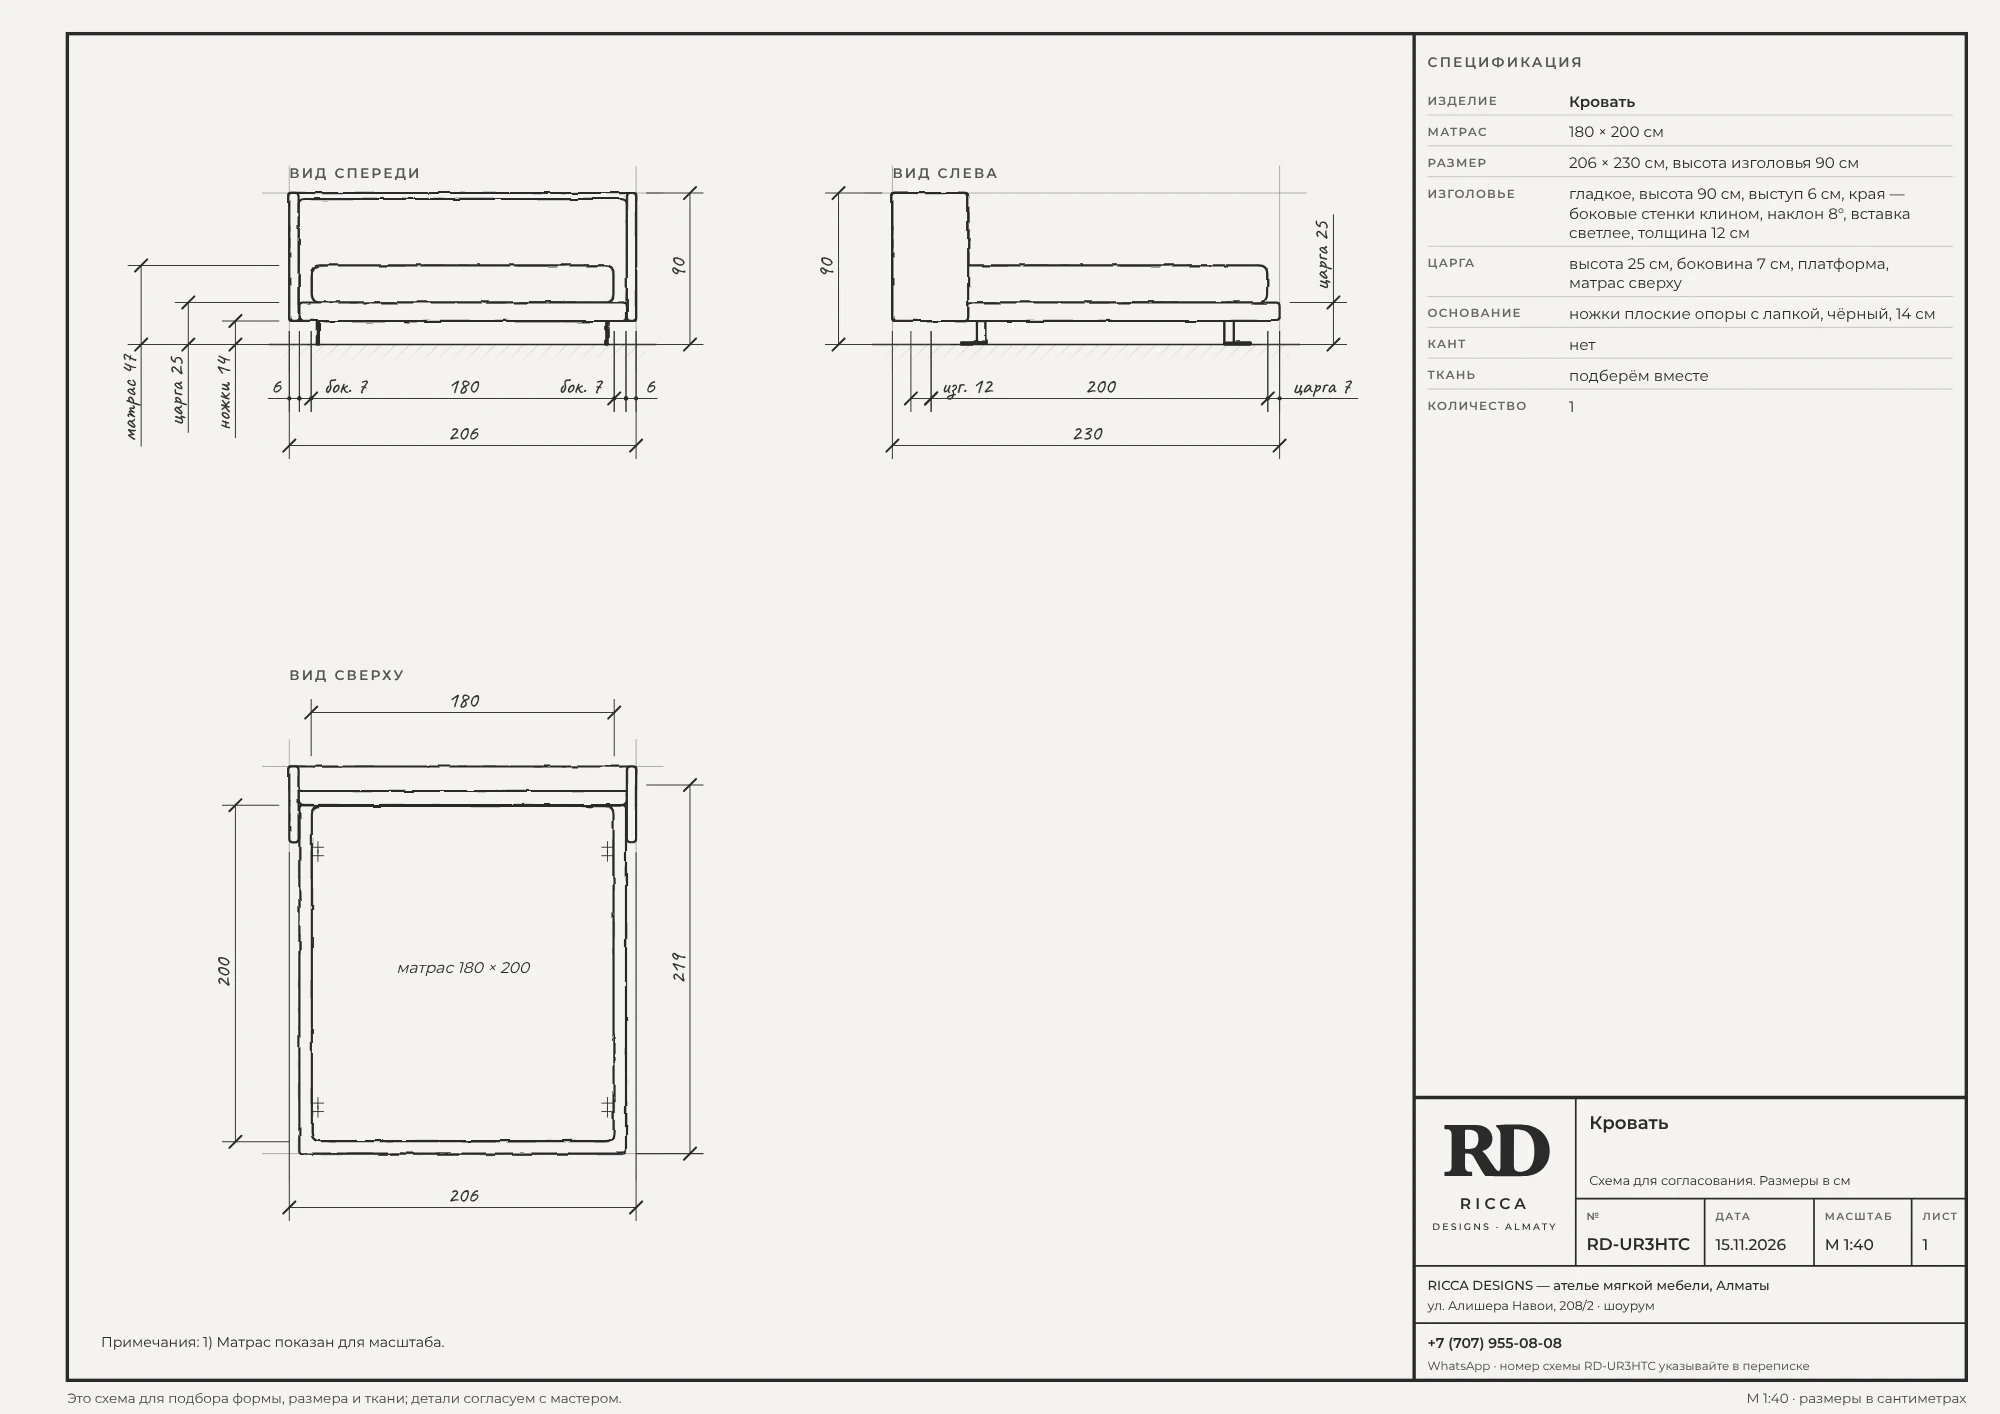 ВИД СПЕРЕДИ
90
матрас 47
царга 25
ножки 14
6
бок. 7
180
бок. 7
6
206
ВИД СЛЕВА
90
царга 25
изг. 12
200
царга 7
230
ВИД СВЕРХУ
180
200
матрас 180 × 200
219
206
Примечания: 1) Матрас показан для масштаба.
СПЕЦИФИКАЦИЯ
ИЗДЕЛИЕ Кровать
МАТРАС 180 × 200 см
РАЗМЕР 206 × 230 см, высота изголовья 90 см
ИЗГОЛОВЬЕ гладкое, высота 90 см, выступ 6 см, края —
боковые стенки клином, наклон 8°, вставка
светлее, толщина 12 см
ЦАРГА высота 25 см, боковина 7 см, платформа,
матрас сверху
ОСНОВАНИЕ ножки плоские опоры с лапкой, чёрный, 14 см
КАНТ нет
ТКАНЬ подберём вместе
КОЛИЧЕСТВО 1
RD
RICCA
DESIGNS · ALMATY
Кровать
Схема для согласования. Размеры в см
№ ДАТА МАСШТАБ ЛИСТ
RD-UR3HTC 15.11.2026 М 1:40 1
RICCA DESIGNS — ателье мягкой мебели, Алматы
ул. Алишера Навои, 208/2 · шоурум
+7 (707) 955-08-08
WhatsApp · номер схемы RD-UR3HTC указывайте в переписке
Это схема для подбора формы, размера и ткани; детали согласуем с мастером.
М 1:40 · размеры в сантиметрах